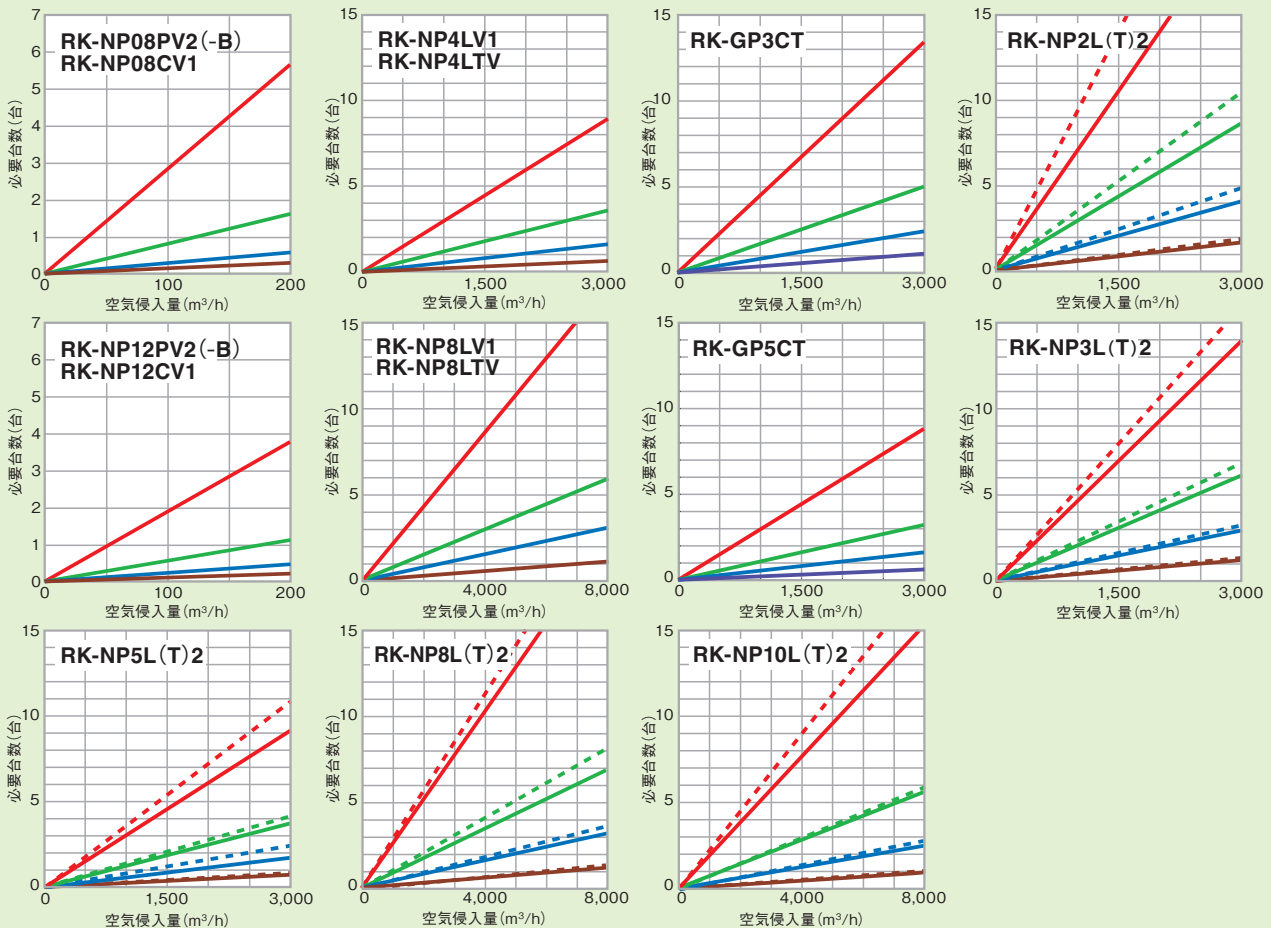 7
6
5
4
3
2
1
0
必要台数(台)
RK-NP08PV2(-B)
RK-NP08CV1
0
100
200
空気侵入量(m³/h)
15
10
5
0
必要台数(台)
RK-NP4LV1
RK-NP4LTV
0
1,500
3,000
空気侵入量(m³/h)
15
10
5
0
必要台数(台)
RK-GP3CT
0
1,500
3,000
空気侵入量(m³/h)
15
10
5
0
必要台数(台)
RK-NP2L(T)2
0
1,500
3,000
空気侵入量(m³/h)
7
6
5
4
3
2
1
0
必要台数(台)
RK-NP12PV2(-B)
RK-NP12CV1
0
100
200
空気侵入量(m³/h)
15
10
5
0
必要台数(台)
RK-NP8LV1
RK-NP8LTV
0
4,000
8,000
空気侵入量(m³/h)
15
10
5
0
必要台数(台)
RK-GP5CT
0
1,500
3,000
空気侵入量(m³/h)
15
10
5
0
必要台数(台)
RK-NP3L(T)2
0
1,500
3,000
空気侵入量(m³/h)
15
10
5
0
必要台数(台)
RK-NP5L(T)2
0
1,500
3,000
空気侵入量(m³/h)
15
10
5
0
必要台数(台)
RK-NP8L(T)2
0
4,000
8,000
空気侵入量(m³/h)
15
10
5
0
必要台数(台)
RK-NP10L(T)2
0
4,000
8,000
空気侵入量(m³/h)